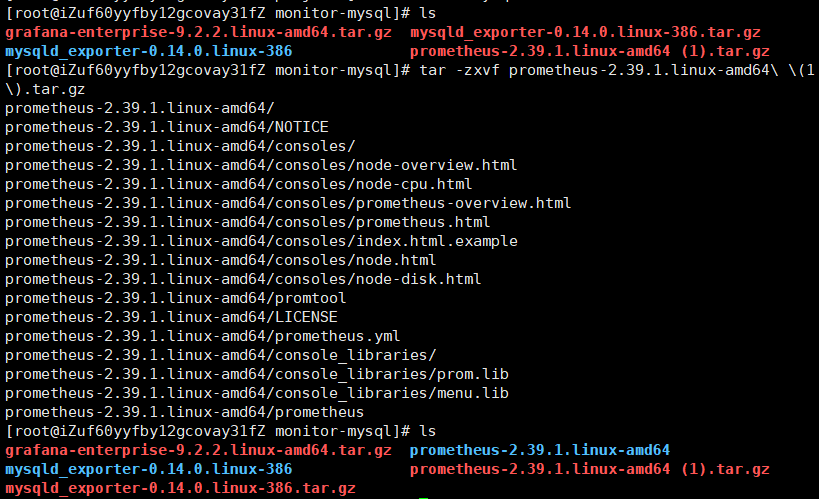 [root@iZuf60yyfby12gcovay31fZ monitor-mysql]# ls
grafana-enterprise-9.2.2.linux-amd64.tar.gz  mysqld_exporter-0.14.0.linux-386.tar.gz
mysqld_exporter-0.14.0.linux-386             prometheus-2.39.1.linux-amd64 (1).tar.gz
[root@iZuf60yyfby12gcovay31fZ monitor-mysql]# tar -zxvf prometheus-2.39.1.linux-amd64\ \(1
\).tar.gz
prometheus-2.39.1.linux-amd64/
prometheus-2.39.1.linux-amd64/NOTICE
prometheus-2.39.1.linux-amd64/consoles/
prometheus-2.39.1.linux-amd64/consoles/node-overview.html
prometheus-2.39.1.linux-amd64/consoles/node-cpu.html
prometheus-2.39.1.linux-amd64/consoles/prometheus-overview.html
prometheus-2.39.1.linux-amd64/consoles/prometheus.html
prometheus-2.39.1.linux-amd64/consoles/index.html.example
prometheus-2.39.1.linux-amd64/consoles/node.html
prometheus-2.39.1.linux-amd64/consoles/node-disk.html
prometheus-2.39.1.linux-amd64/promtool
prometheus-2.39.1.linux-amd64/LICENSE
prometheus-2.39.1.linux-amd64/prometheus.yml
prometheus-2.39.1.linux-amd64/console_libraries/
prometheus-2.39.1.linux-amd64/console_libraries/prom.lib
prometheus-2.39.1.linux-amd64/console_libraries/menu.lib
prometheus-2.39.1.linux-amd64/prometheus
[root@iZuf60yyfby12gcovay31fZ monitor-mysql]# ls
grafana-enterprise-9.2.2.linux-amd64.tar.gz  prometheus-2.39.1.linux-amd64
mysqld_exporter-0.14.0.linux-386             prometheus-2.39.1.linux-amd64 (1).tar.gz
mysqld_exporter-0.14.0.linux-386.tar.gz